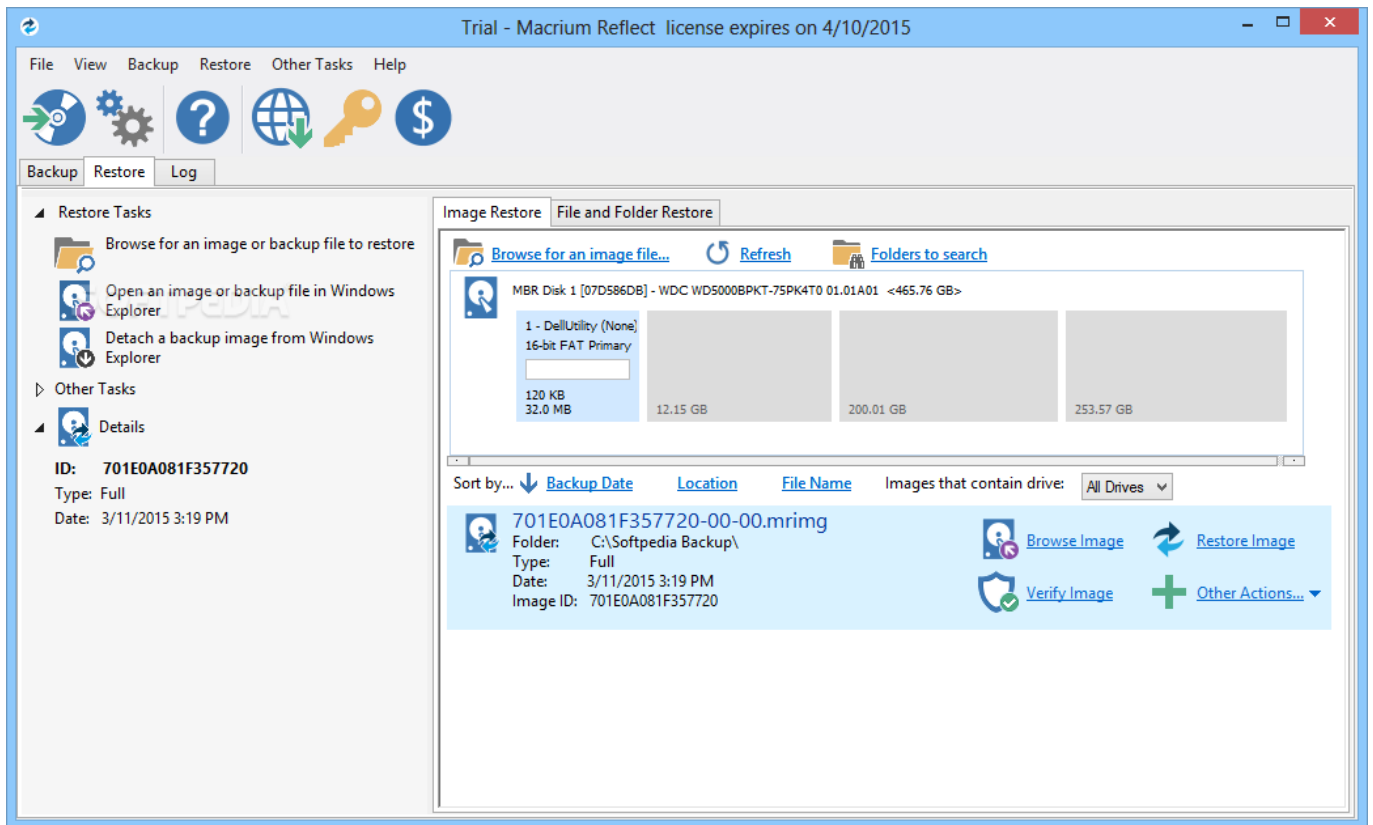 Trial - Macrium Reflect license expires on 4/10/2015
File View Backup Restore Other Tasks Help
Backup Restore Log
Restore Tasks
Browse for an image or backup file to restore
Open an image or backup file in Windows
Explorer
SOFTPEDIA
Detach a backup image from Windows
Explorer
Other Tasks
Details
ID: 701E0A081F357720
Type: Full
Date: 3/11/2015 3:19 PM
Image Restore File and Folder Restore
Browse for an image file... Refresh Folders to search
MBR Disk 1 [07D586DB] - WDC WD5000BPKT-75PK4T0 01.01A01 <465.76 GB>
1 - DellUtility (None)
16-bit FAT Primary
120 KB
32.0 MB
12.15 GB
200.01 GB
253.57 GB
Sort by... Backup Date Location File Name Images that contain drive: All Drives
701E0A081F357720-00-00.mrimg
Folder: C:\Softpedia Backup\
Type: Full
Date: 3/11/2015 3:19 PM
Image ID: 701E0A081F357720
Browse Image Restore Image
Verify Image Other Actions...